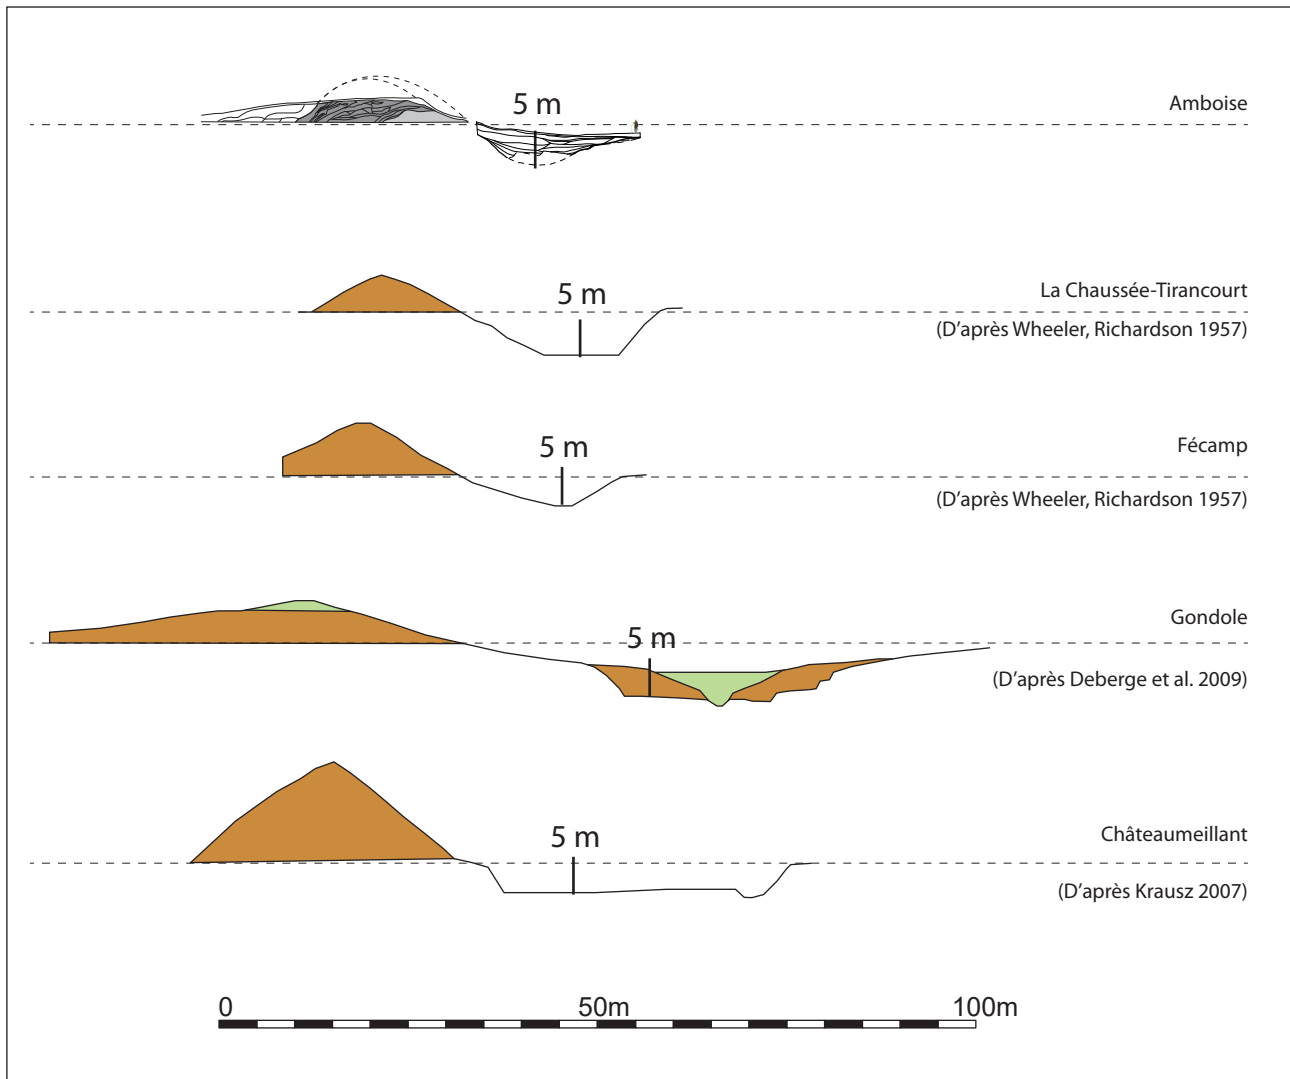 5 m
Amboise
5 m
La Chaussée-Tirancourt
(D'après Wheeler, Richardson 1957)
5 m
Fécamp
(D'après Wheeler, Richardson 1957)
5 m
Gondole
(D'après Deberge et al. 2009)
5 m
Châteaumeillant
(D'après Krausz 2007)
0 50m 100m